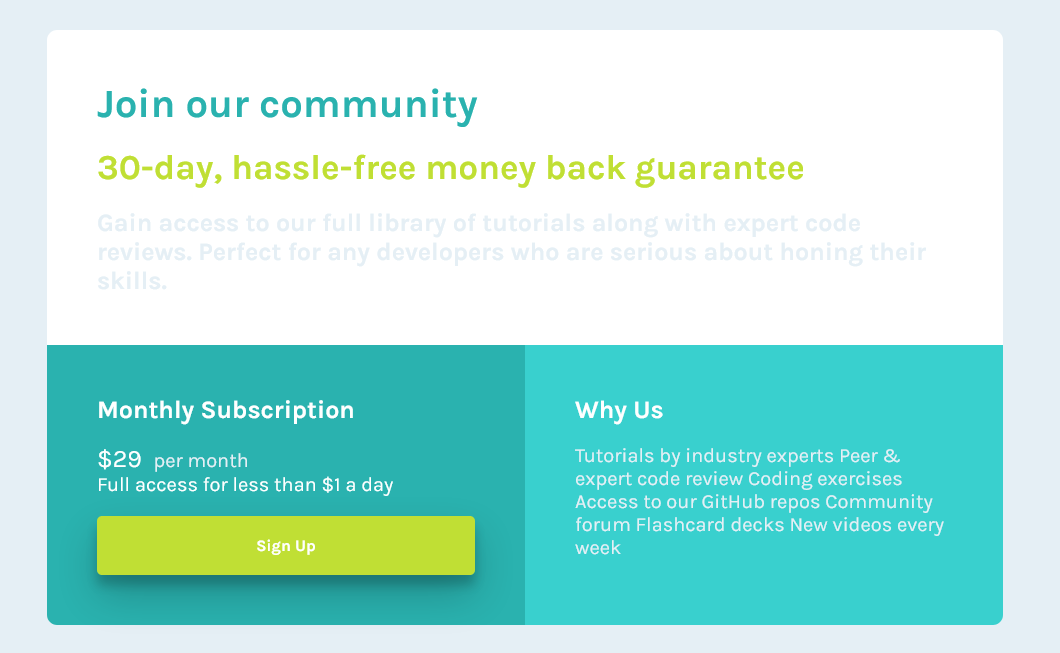 Join our community
30-day, hassle-free money back guarantee
Gain access to our full library of tutorials along with expert code
reviews. Perfect for any developers who are serious about honing their
skills.
Monthly Subscription
$29 per month
Full access for less than $1 a day
Sign Up
Why Us
Tutorials by industry experts Peer &
expert code review Coding exercises
Access to our GitHub repos Community
forum Flashcard decks New videos every
week